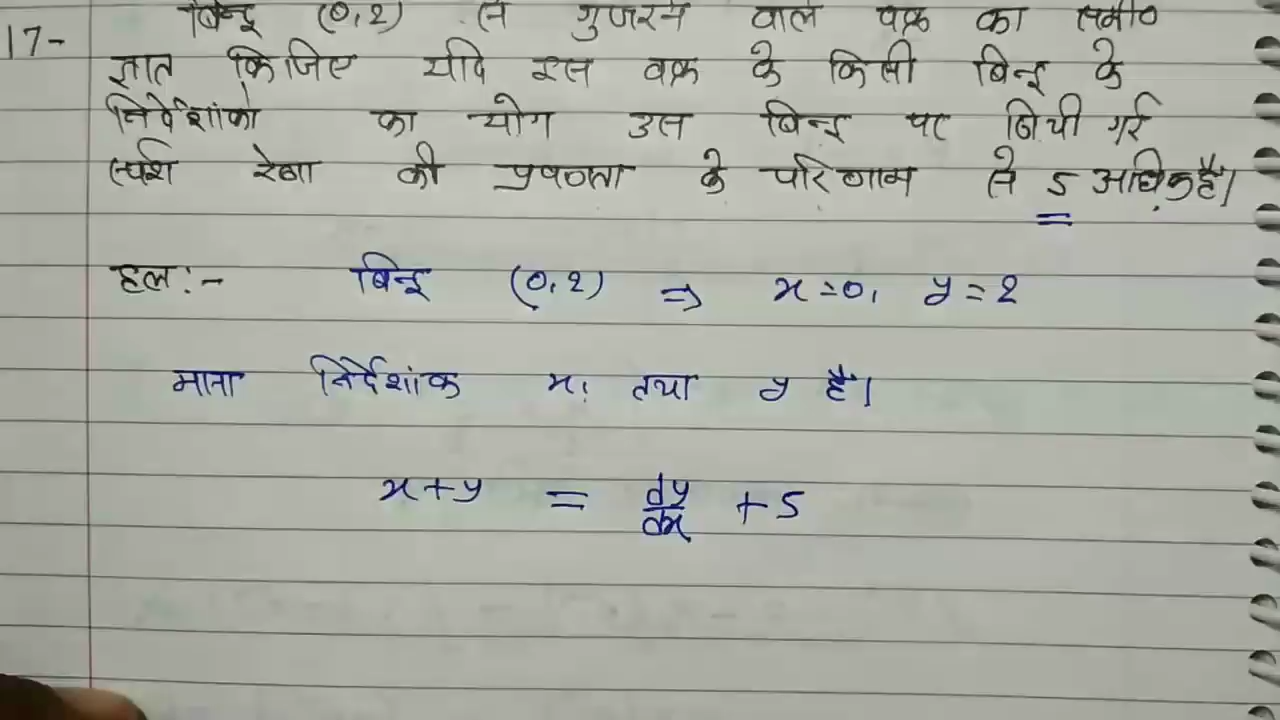 17- बिन्दु (0,2) से गुजरने वाले वक्र का समी०
ज्ञात किजिए यदि इस वक्र के किसी बिन्दु के
निर्देशांको का योग उस बिन्दु पर खिची गई
स्पर्श रेखा की प्रवणता के परिणाम से 5 अधिक है।
हल:- बिन्दु (0,2) ⇒ x=0, y=2
माना निर्देशांक x, तथा y है।
x+y = dy/dx + 5